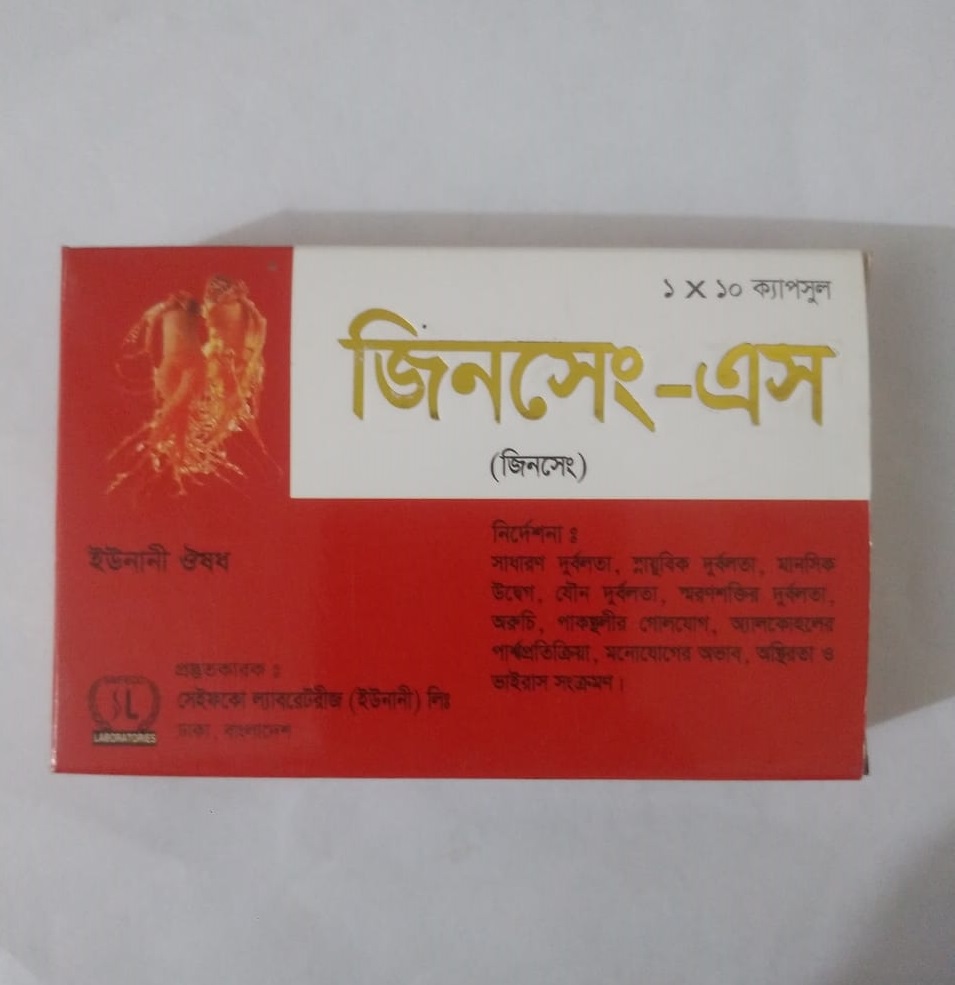 ১ X ১০ ক্যাপসুল
জিনসেং-এস
(জিনসেং)
ইউনানী ঔষধ
নির্দেশনা ঃ
সাধারণ দুর্বলতা, স্নায়ুবিক দুর্বলতা, মানসিক
উদ্বেগ, যৌন দুর্বলতা, স্মরণশক্তির দুর্বলতা,
অরুচি, পাকস্থলীর গোলযোগ, অ্যালকোহলের
পার্শ্বপ্রতিক্রিয়া, মনোযোগের অভাব, অস্থিরতা ও
ভাইরাস সংক্রমণ।
প্রস্তুতকারক ঃ
সেইফকো ল্যাবরেটরীজ (ইউনানী) লিঃ
ঢাকা, বাংলাদেশ
SL
LABORATORIES